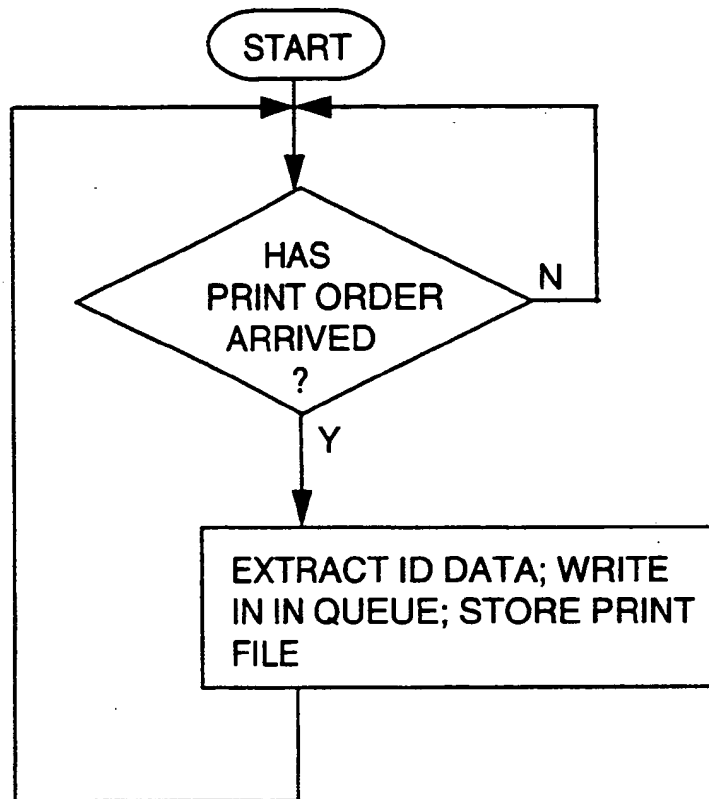 START
HAS
PRINT ORDER
ARRIVED
?
N
Y
EXTRACT ID DATA; WRITE
IN IN QUEUE; STORE PRINT
FILE